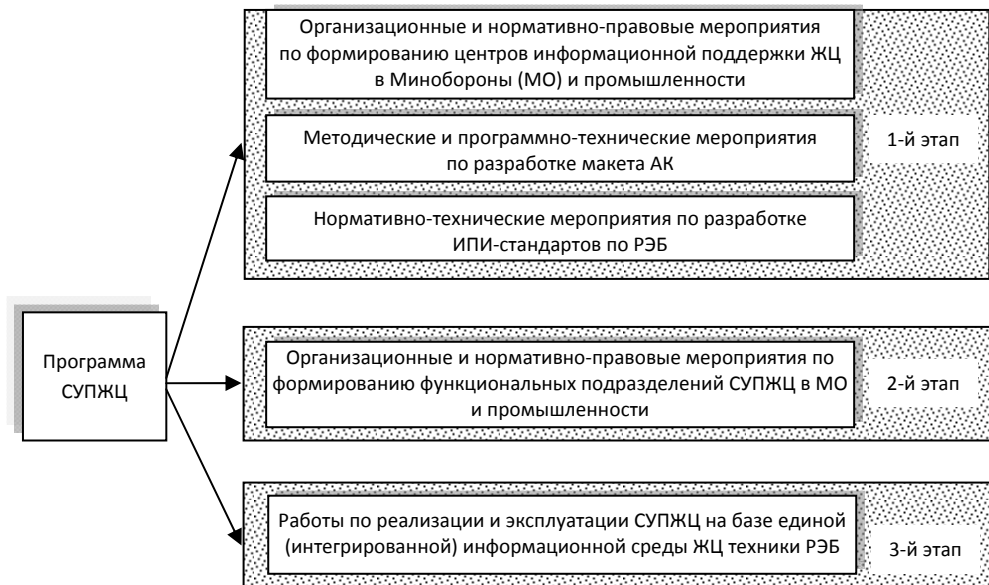 Организационные и нормативно-правовые мероприятия
по формированию центров информационной поддержки ЖЦ
в Минобороны (МО) и промышленности
1-й этап
Методические и программно-технические мероприятия
по разработке макета АК
Нормативно-технические мероприятия по разработке
ИПИ-стандартов по РЭБ
Программа
СУПЖЦ
Организационные и нормативно-правовые мероприятия по
формированию функциональных подразделений СУПЖЦ в МО
и промышленности
2-й этап
Работы по реализации и эксплуатации СУПЖЦ на базе единой
(интегрированной) информационной среды ЖЦ техники РЭБ
3-й этап